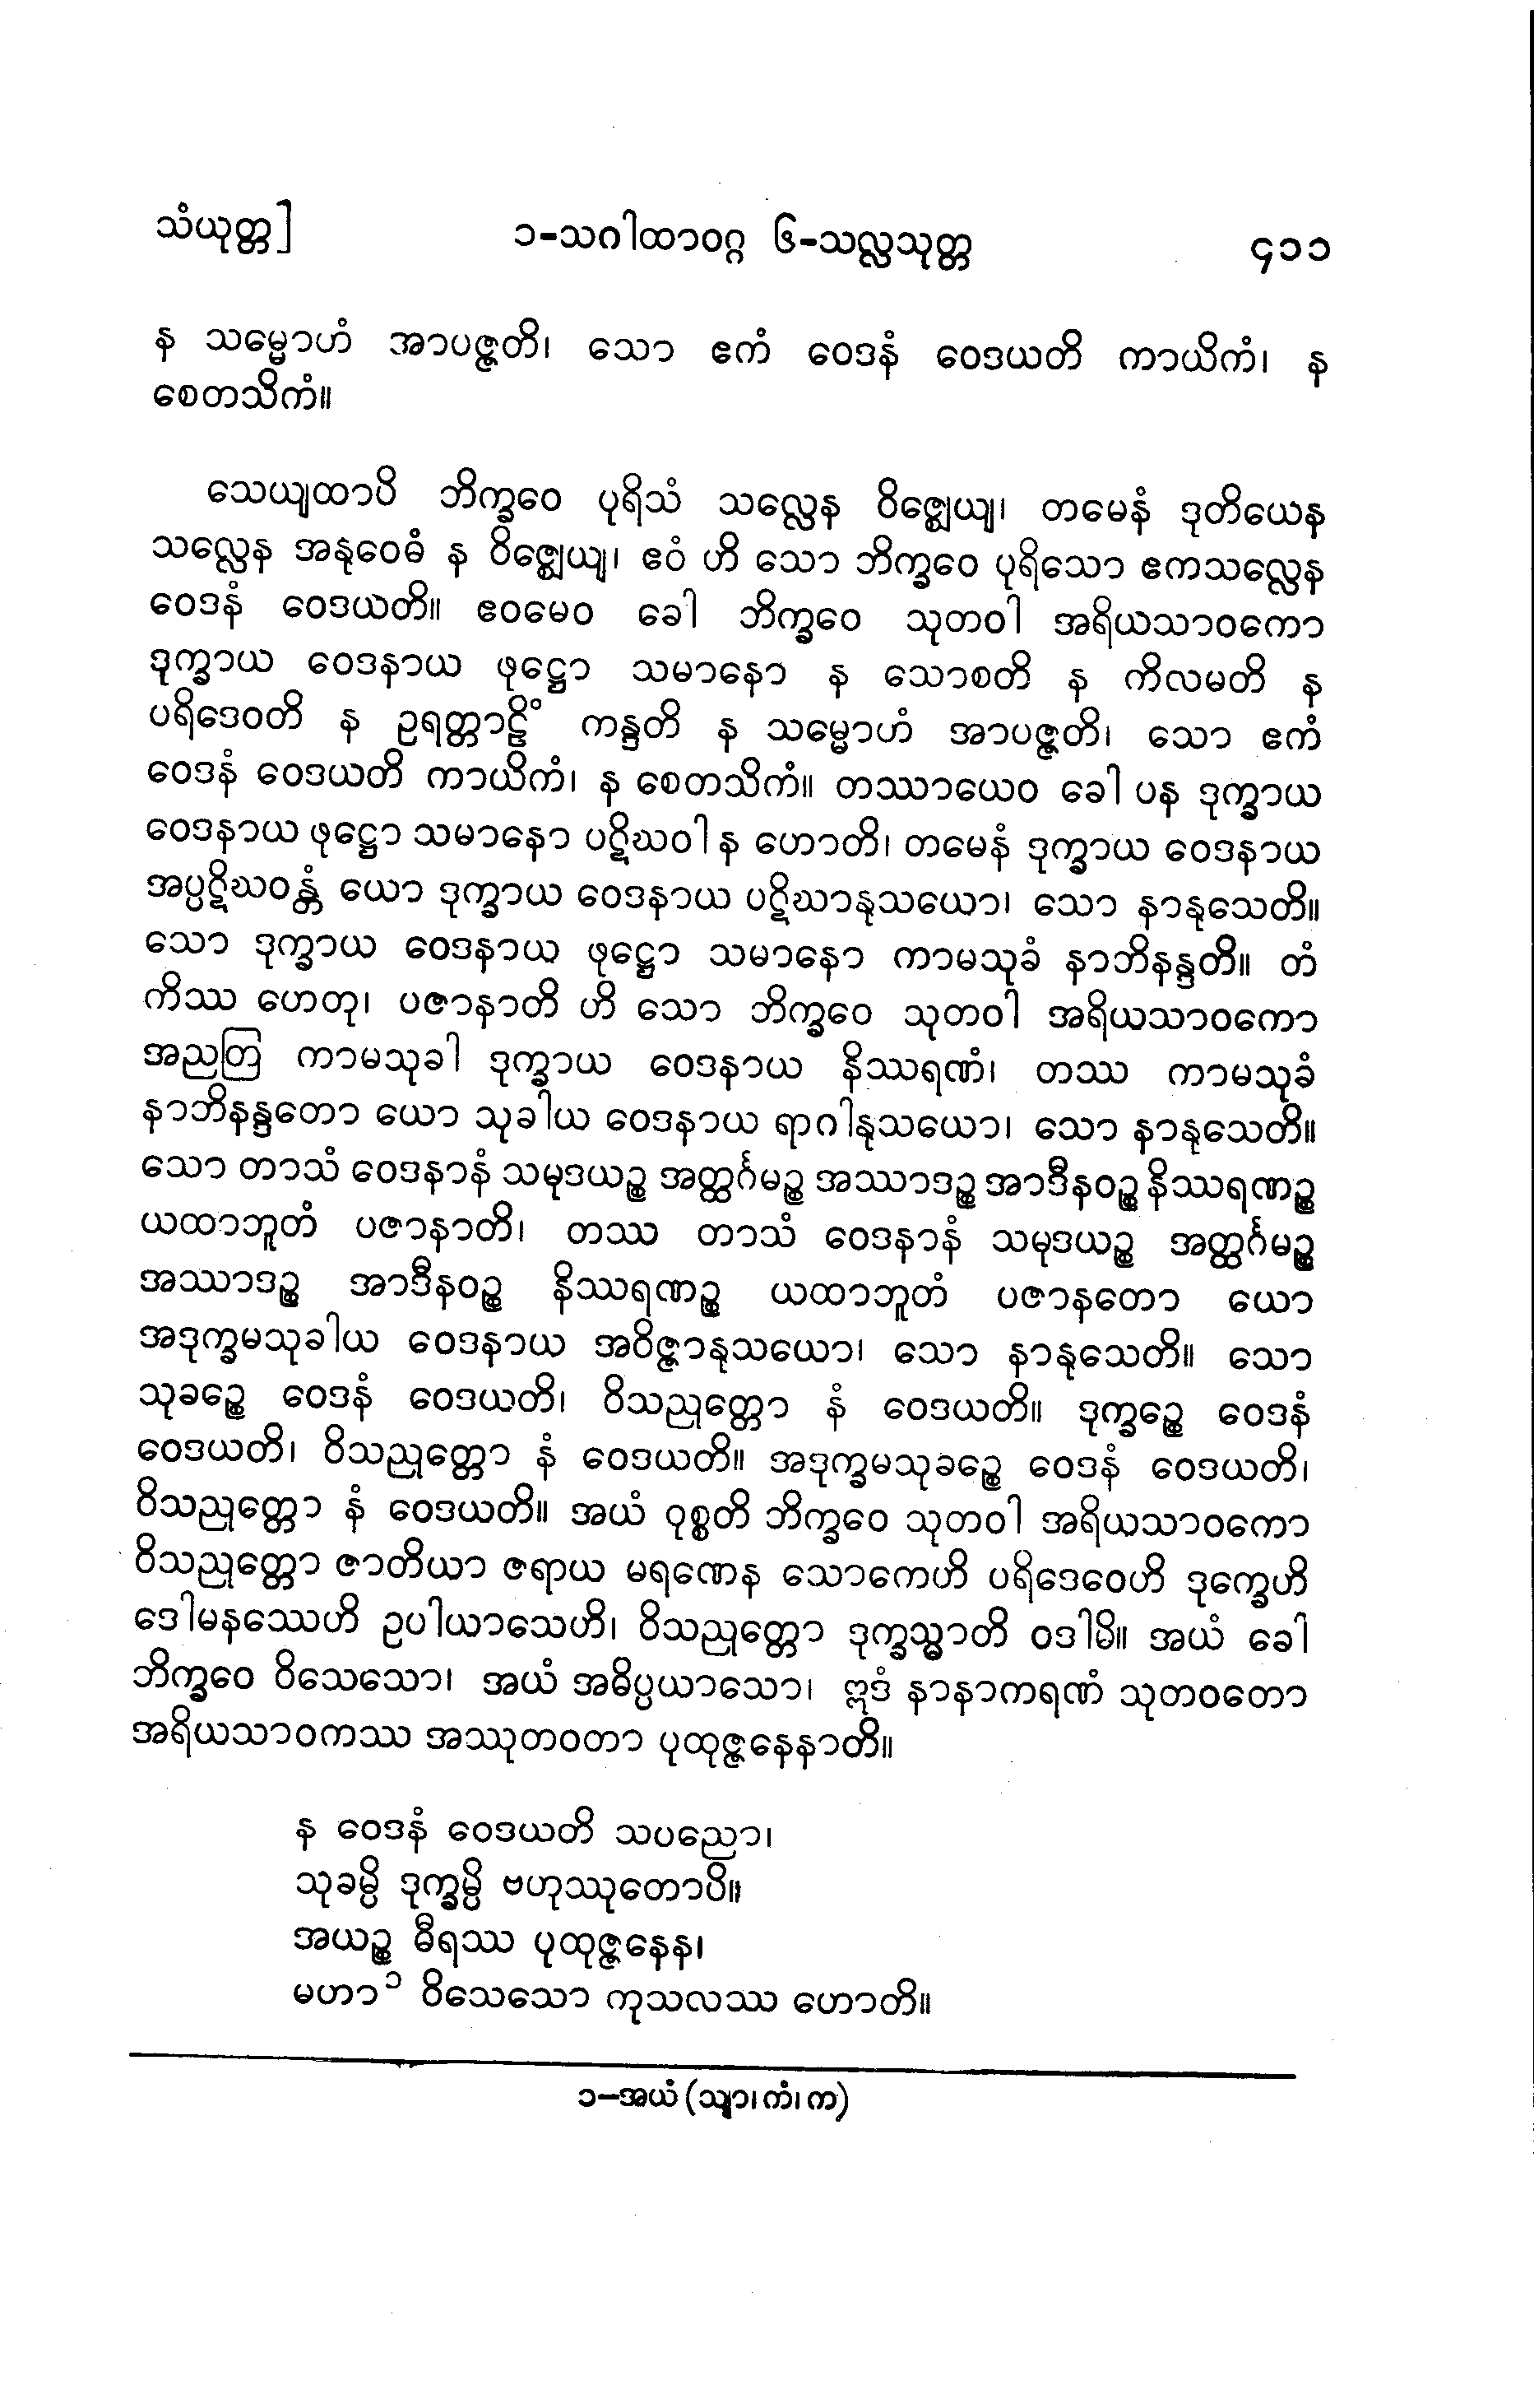 သံယုတ္တ] ၁-သဂါထာဝဂ္ဂ ၆-သလ္လသုတ္တ ၄၁၁
န သမ္မောဟံ အာပဇ္ဇတိ၊ သော ဧကံ ဝေဒနံ ဝေဒယတိ ကာယိကံ၊ န
စေတသိကံ။
သေယျထာပိ ဘိက္ခဝေ ပုရိသံ သလ္လေန ဝိဇ္ဈေယျ၊ တမေနံ ဒုတိယေန
သလ္လေန အနုဝေဓံ န ဝိဇ္ဈေယျ၊ ဧဝံ ဟိ သော ဘိက္ခဝေ ပုရိသော ဧကသလ္လေန
ဝေဒနံ ဝေဒယတိ။ ဧဝမေဝ ခေါ ဘိက္ခဝေ သုတဝါ အရိယသာဝကော
ဒုက္ခာယ ဝေဒနာယ ဖုဋ္ဌော သမာနော န သောစတိ န ကိလမတိ န
ပရိဒေဝတိ န ဥရတ္တာဠိံ ကန္ဒတိ န သမ္မောဟံ အာပဇ္ဇတိ၊ သော ဧကံ
ဝေဒနံ ဝေဒယတိ ကာယိကံ၊ န စေတသိကံ။ တဿာယေဝ ခေါ ပန ဒုက္ခာယ
ဝေဒနာယ ဖုဋ္ဌော သမာနော ပဋိဃဝါ န ဟောတိ၊ တမေနံ ဒုက္ခာယ ဝေဒနာယ
အပ္ပဋိဃဝန္တံ ယော ဒုက္ခာယ ဝေဒနာယ ပဋိဃာနုသယော၊ သော နာနုသေတိ။
သော ဒုက္ခာယ ဝေဒနာယ ဖုဋ္ဌော သမာနော ကာမသုခံ နာဘိနန္ဒတိ။ တံ
ကိဿ ဟေတု၊ ပဇာနာတိ ဟိ သော ဘိက္ခဝေ သုတဝါ အရိယသာဝကော
အညတြ ကာမသုခါ ဒုက္ခာယ ဝေဒနာယ နိဿရဏံ၊ တဿ ကာမသုခံ
နာဘိနန္ဒတော ယော သုခါယ ဝေဒနာယ ရာဂါနုသယော၊ သော နာနုသေတိ။
သော တာသံ ဝေဒနာနံ သမုဒယဉ္စ အတ္ထင်္ဂမဉ္စ အဿာဒဉ္စ အာဒီနဝဉ္စ နိဿရဏဉ္စ
ယထာဘူတံ ပဇာနာတိ၊ တဿ တာသံ ဝေဒနာနံ သမုဒယဉ္စ အတ္ထင်္ဂမဉ္စ
အဿာဒဉ္စ အာဒီနဝဉ္စ နိဿရဏဉ္စ ယထာဘူတံ ပဇာနတော ယော
အဒုက္ခမသုခါယ ဝေဒနာယ အဝိဇ္ဇာနုသယော၊ သော နာနုသေတိ။ သော
သုခဉ္စေ ဝေဒနံ ဝေဒယတိ၊ ဝိသညုတ္တော နံ ဝေဒယတိ။ ဒုက္ခဉ္စေ ဝေဒနံ
ဝေဒယတိ၊ ဝိသညုတ္တော နံ ဝေဒယတိ။ အဒုက္ခမသုခဉ္စေ ဝေဒနံ ဝေဒယတိ၊
ဝိသညုတ္တော နံ ဝေဒယတိ။ အယံ ဝုစ္စတိ ဘိက္ခဝေ သုတဝါ အရိယသာဝကော
ဝိသညုတ္တော ဇာတိယာ ဇရာယ မရဏေန သောကေဟိ ပရိဒေဝေဟိ ဒုက္ခေဟိ
ဒေါမနဿေဟိ ဥပါယာသေဟိ၊ ဝိသညုတ္တော ဒုက္ခသ္မာတိ ဝဒါမိ။ အယံ ခေါ
ဘိက္ခဝေ ဝိသေသော၊ အယံ အဓိပ္ပယာသော၊ ဣဒံ နာနာကရဏံ သုတဝတော
အရိယသာဝကဿ အဿုတဝတာ ပုထုဇ္ဇနေနာတိ။
န ဝေဒနံ ဝေဒယတိ သပညော၊
သုခမ္ပိ ဒုက္ခမ္ပိ ဗဟုဿုတောပိ။
အယဉ္စ ဓီရဿ ပုထုဇ္ဇနေန၊
မဟာ ၁ ဝိသေသော ကုသလဿ ဟောတိ။
၁–အယံ (သျာ၊ ကံ၊ က)